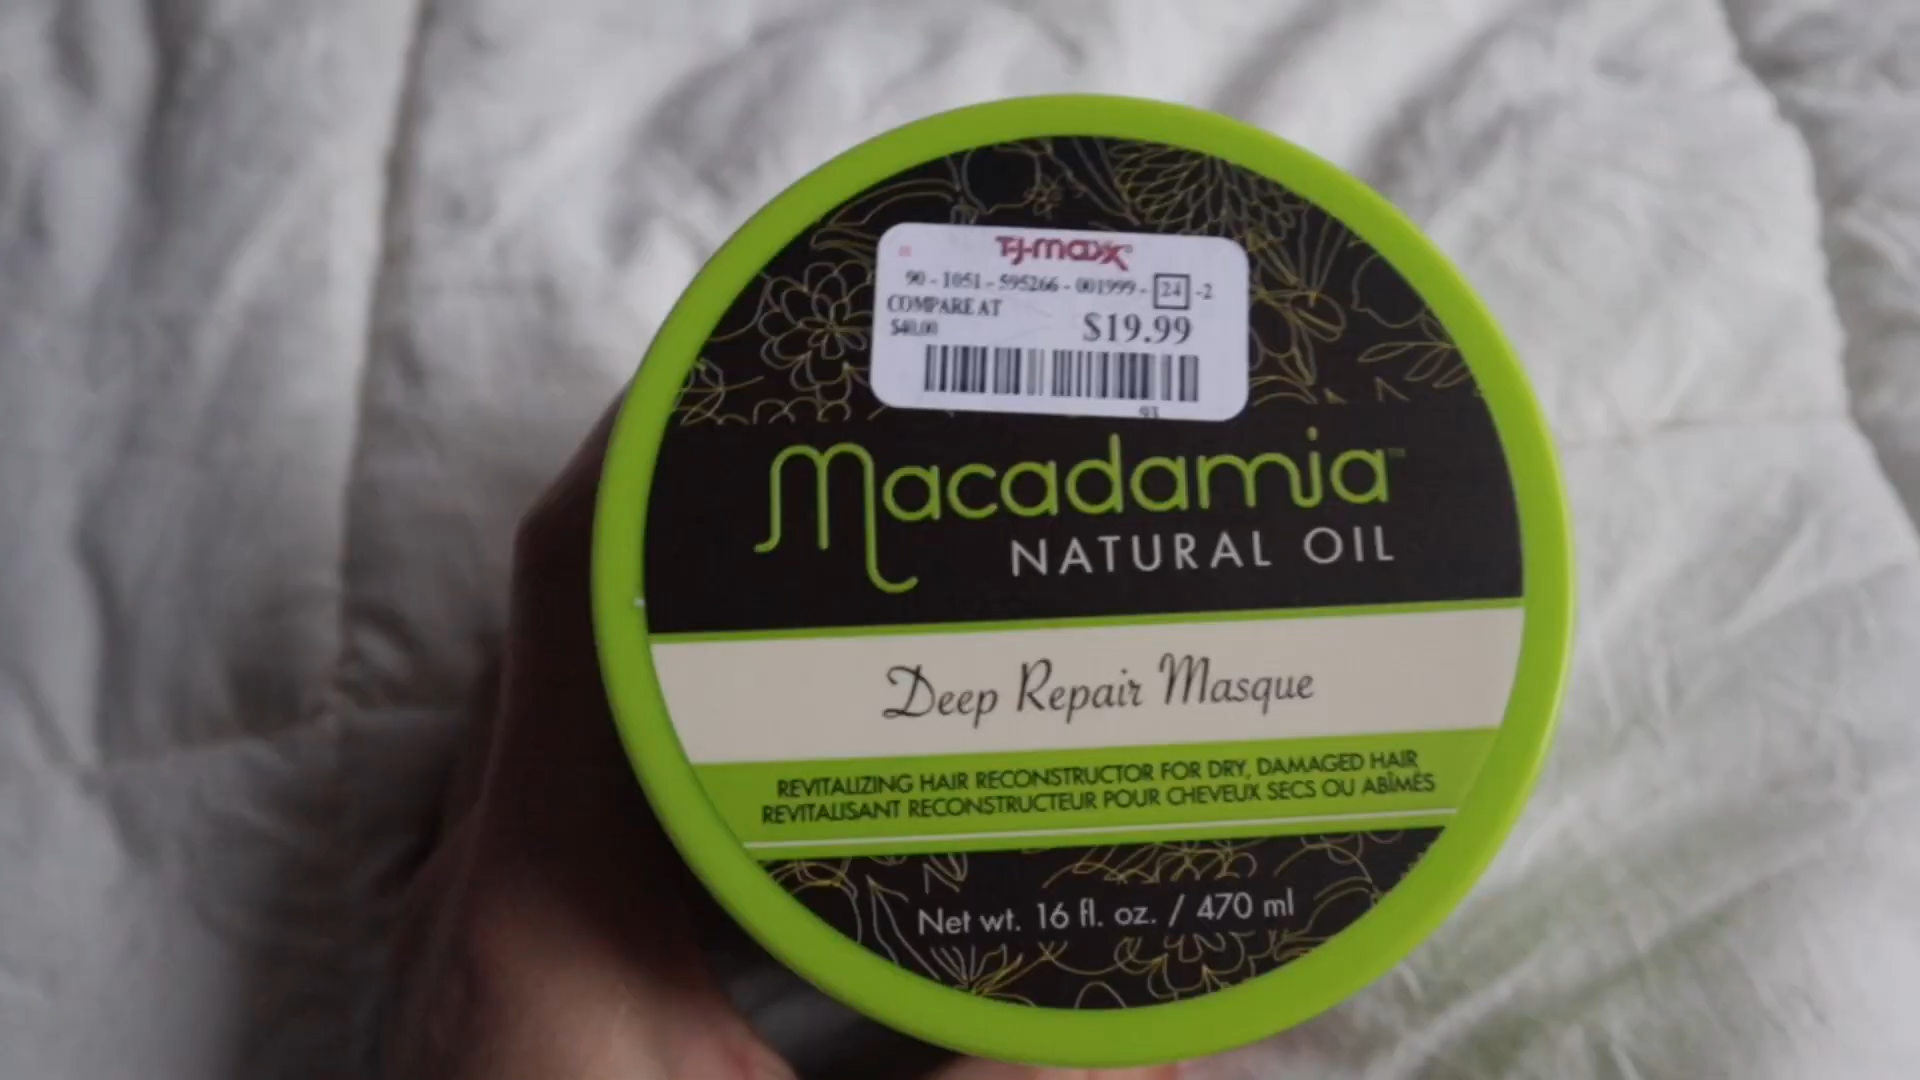 T·J·maxx
90 - 1051 - 595266 - 001999 - 24 -2
COMPARE AT
$40.00
$19.99
93
Macadamia™
NATURAL OIL
Deep Repair Masque
REVITALIZING HAIR RECONSTRUCTOR FOR DRY, DAMAGED HAIR
REVITALISANT RECONSTRUCTEUR POUR CHEVEUX SECS OU ABÎMÉS
Net wt. 16 fl. oz. / 470 ml